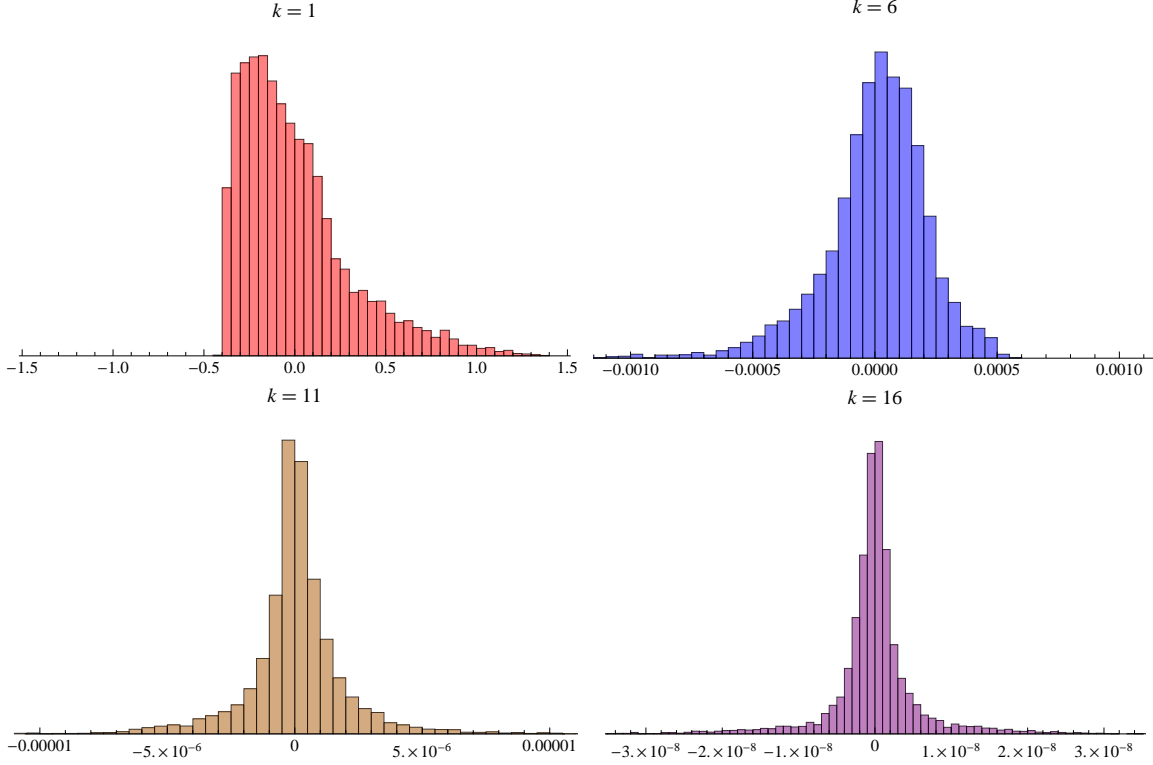 k = 1
−1.5 −1.0 −0.5 0.0 0.5 1.0 1.5
k = 6
−0.0010 −0.0005 0.0000 0.0005 0.0010
k = 11
−0.00001 −5.×10⁻⁶ 0 5.×10⁻⁶ 0.00001
k = 16
−3.×10⁻⁸ −2.×10⁻⁸ −1.×10⁻⁸ 0 1.×10⁻⁸ 2.×10⁻⁸ 3.×10⁻⁸